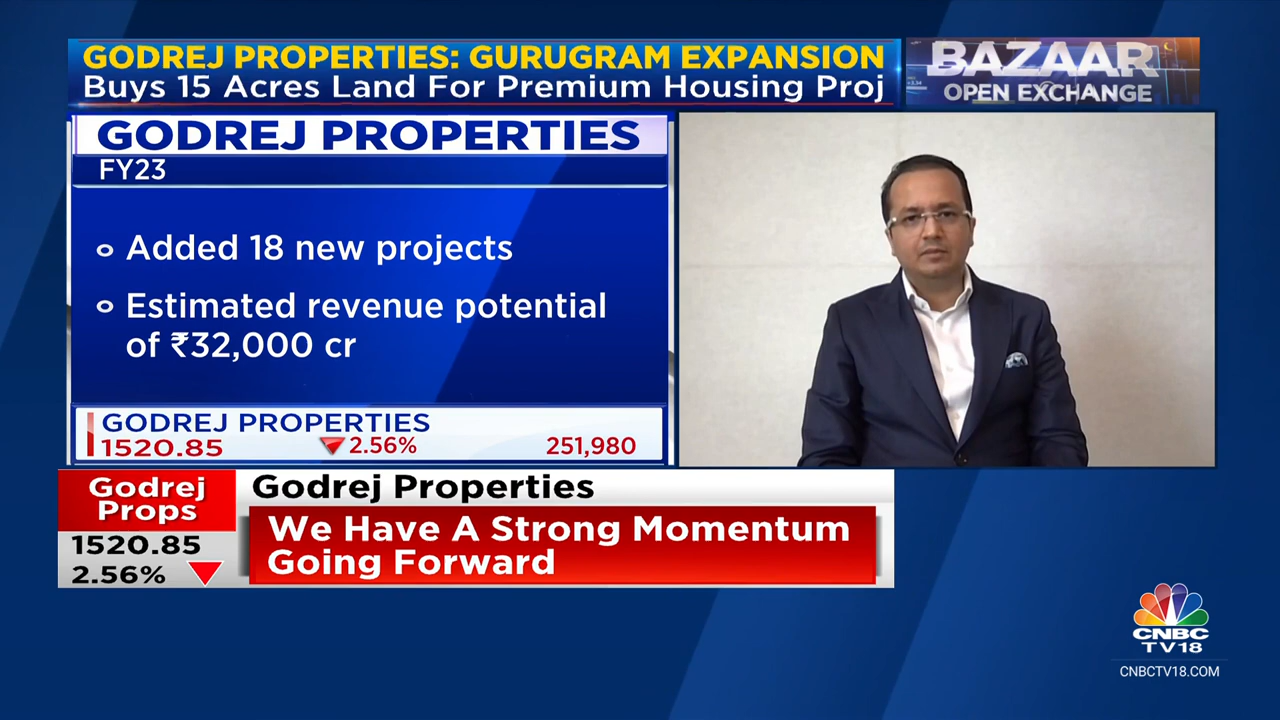 GODREJ PROPERTIES: GURUGRAM EXPANSION
Buys 15 Acres Land For Premium Housing Proj
BAZAAR
OPEN EXCHANGE
GODREJ PROPERTIES
FY23
Added 18 new projects
Estimated revenue potential
of ₹32,000 cr
GODREJ PROPERTIES
1520.85 2.56% 251,980
Godrej
Props
1520.85
2.56%
Godrej Properties
We Have A Strong Momentum
Going Forward
CNBC
TV18
CNBCTV18.COM